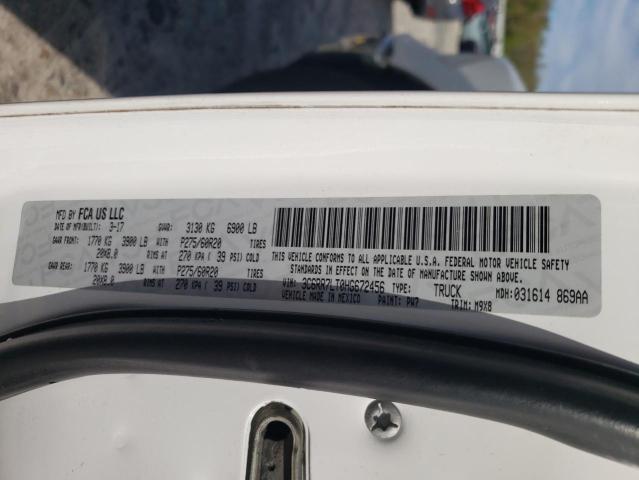 MFD BY FCA US LLC
DATE OF MFR/BUILT: 3-17 GVWR: 3130 KG 6900 LB
GAWR FRONT: 1770 KG 3900 LB WITH P275/60R20 TIRES
20X8.0 RIMS AT 270 KPA ( 39 PSI) COLD
GAWR REAR: 1770 KG 3900 LB WITH P275/60R20 TIRES
20X8.0 RIMS AT 270 KPA ( 39 PSI) COLD
THIS VEHICLE CONFORMS TO ALL APPLICABLE U.S.A. FEDERAL MOTOR VEHICLE SAFETY
STANDARDS IN EFFECT ON THE DATE OF MANUFACTURE SHOWN ABOVE.
VIN: 3C6RR7LT0HG672456 TYPE: TRUCK MDH: 031614 869AA
MADE IN MEXICO PAINT: PW7 TRIM: M9X8